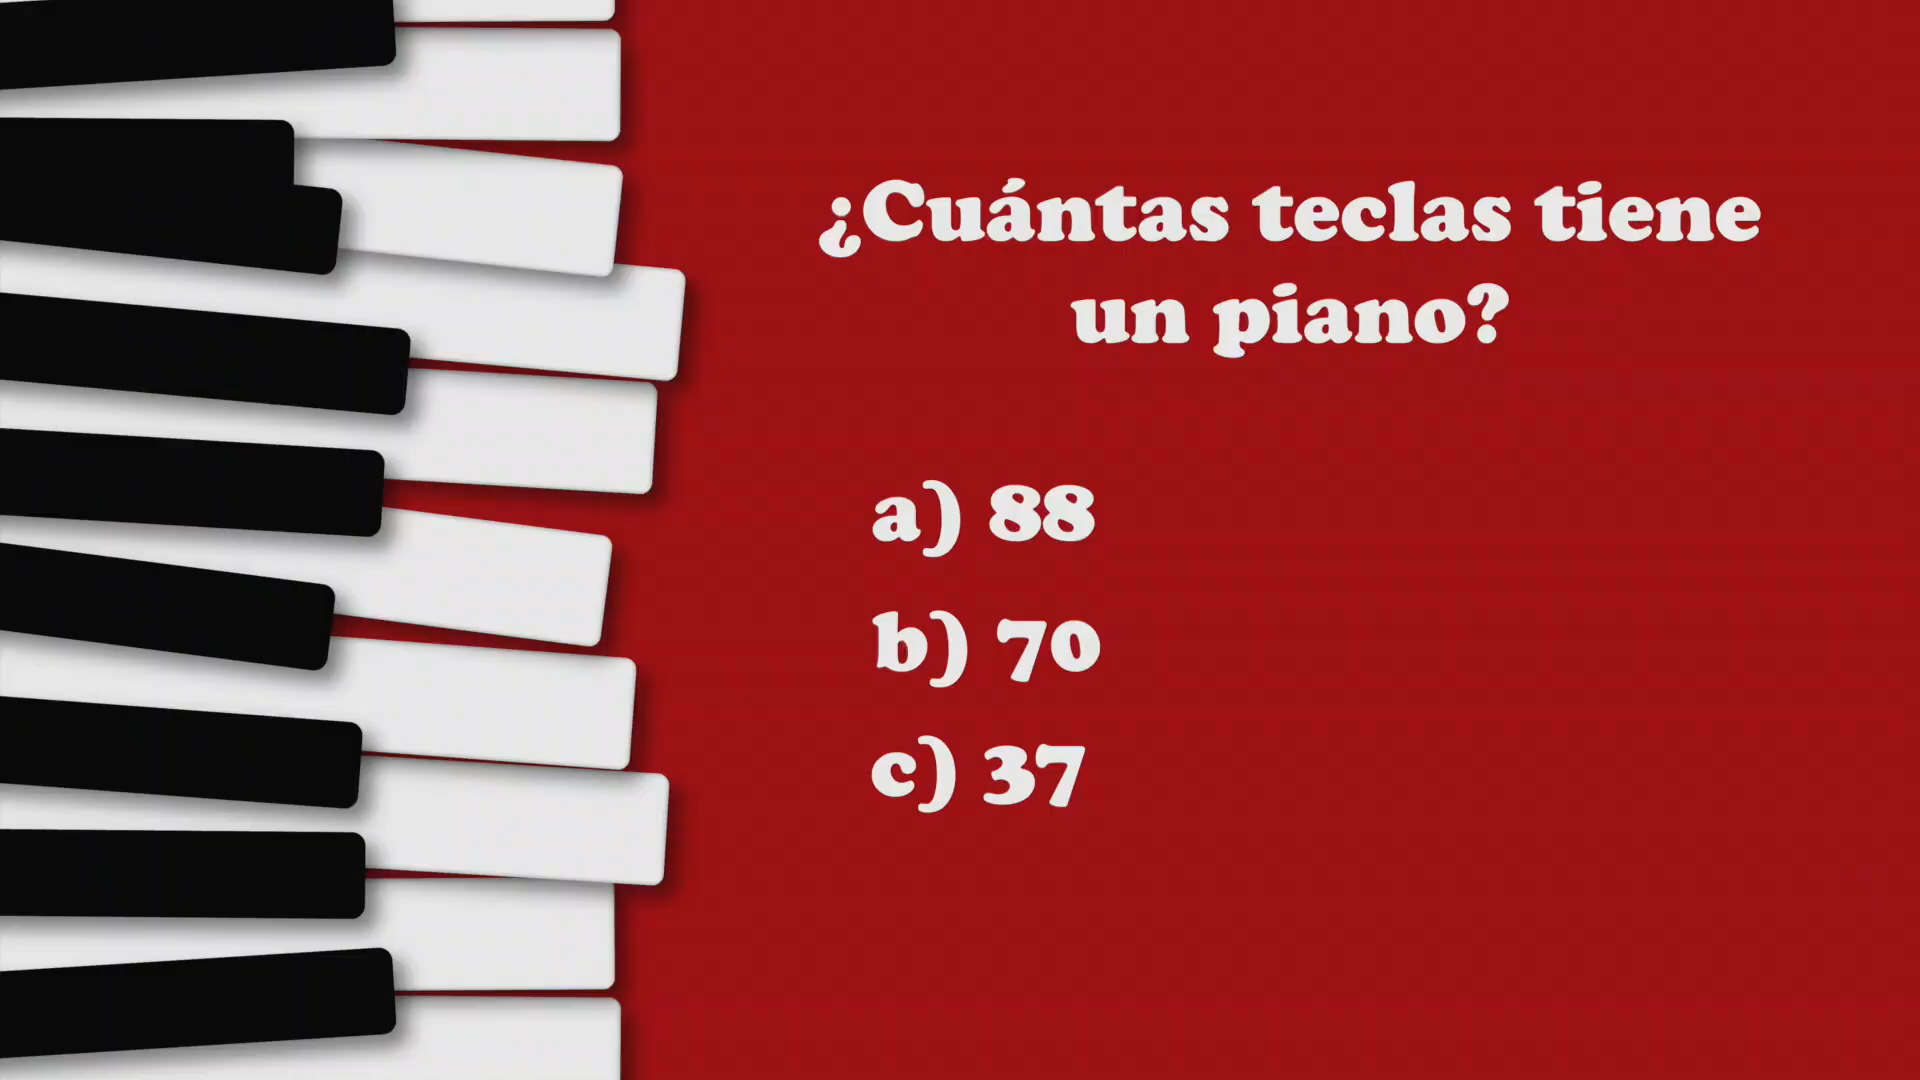 ¿Cuántas teclas tiene
un piano?
a) 88
b) 70
c) 37